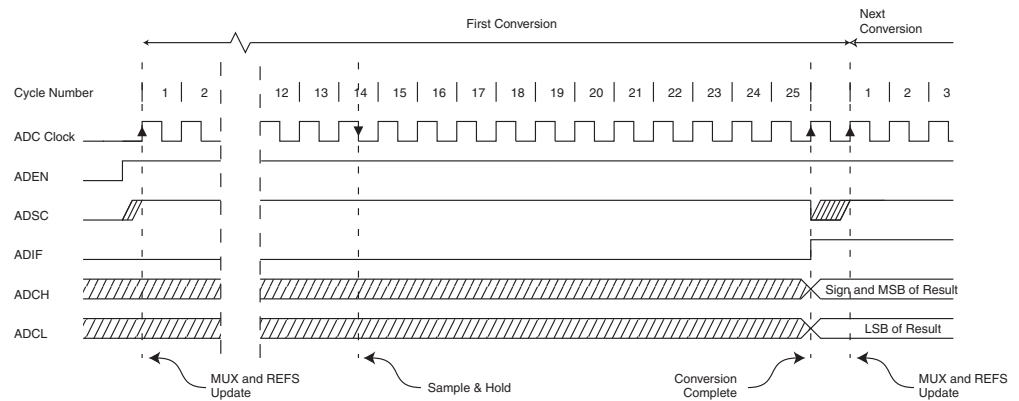 First Conversion
Next
Conversion
Cycle Number 1 2 12 13 14 15 16 17 18 19 20 21 22 23 24 25 1 2 3
ADC Clock
ADEN
ADSC
ADIF
ADCH Sign and MSB of Result
ADCL LSB of Result
MUX and REFS
Update
Sample & Hold
Conversion
Complete
MUX and REFS
Update